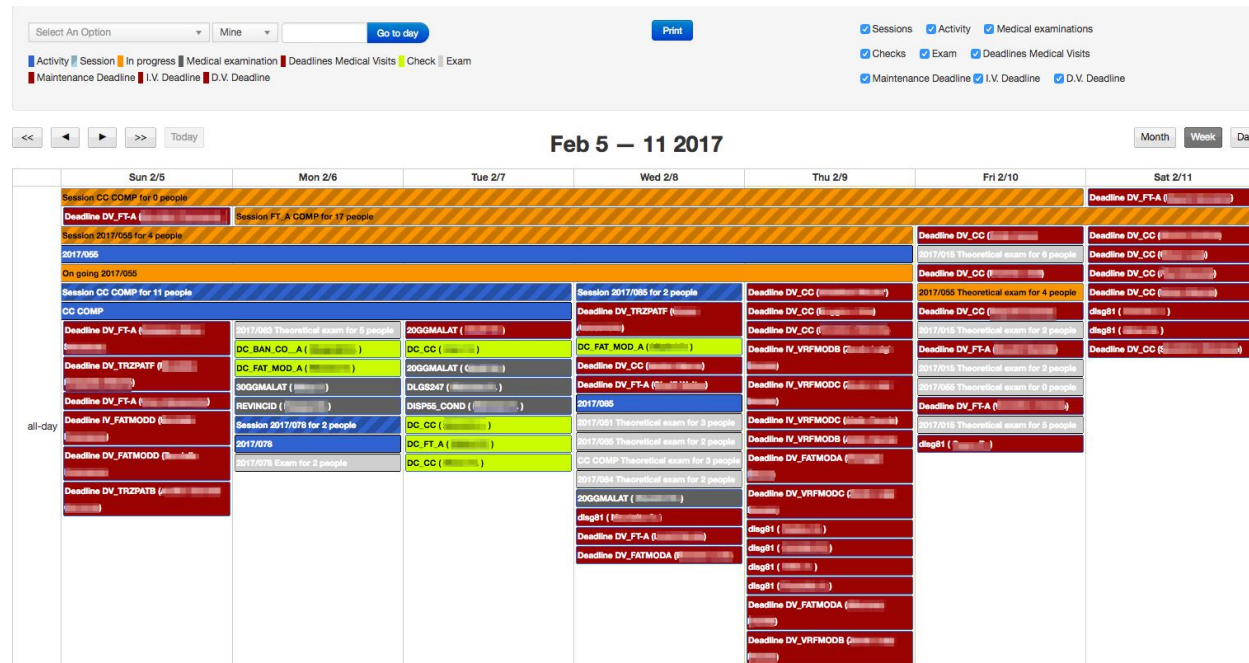 Select An Option Mine Go to day Print
Sessions Activity Medical examinations
Checks Exam Deadlines Medical Visits
Maintenance Deadline I.V. Deadline D.V. Deadline
Activity Session In progress Medical examination Deadlines Medical Visits Check Exam
Maintenance Deadline I.V. Deadline D.V. Deadline
<< ◄ ► >> Today
Feb 5 — 11 2017
Month Week Da
Sun 2/5 Mon 2/6 Tue 2/7 Wed 2/8 Thu 2/9 Fri 2/10 Sat 2/11
all-day
Session CC COMP for 0 people
Deadline DV_FT-A (
Deadline DV_FT-A (
Session FT_A COMP for 17 people
Session 2017/055 for 4 people
2017/055
On going 2017/055
Session CC COMP for 11 people
CC COMP
Deadline DV_FT-A (
Deadline DV_TRZPATF (
Deadline DV_FT-A (
Deadline IV_FATMODD (
Deadline DV_FATMODD (
Deadline DV_TRZPATB (
2017/083 Theoretical exam for 5 people
DC_BAN_CO__A (
DC_FAT_MOD_A (
30GGMALAT (
REVINCID (
Session 2017/078 for 2 people
2017/078
2017/078 Exam for 2 people
20GGMALAT (
DC_CC (
20GGMALAT (
DLGS247 (
DISP55_COND (
DC_CC (
DC_FT_A (
DC_CC (
Session 2017/085 for 2 people
Deadline DV_TRZPATF (
DC_FAT_MOD_A (
Deadline DV_CC (
Deadline DV_FT-A (
2017/085
2017/051 Theoretical exam for 3 people
2017/085 Theoretical exam for 2 people
CC COMP Theoretical exam for 3 people
2017/084 Theoretical exam for 2 people
20GGMALAT (
dlsg81 (
Deadline DV_FT-A (
Deadline DV_FATMODA (
Deadline DV_CC (
Deadline DV_CC (
Deadline DV_CC (
Deadline IV_VRFMODB (
Deadline IV_VRFMODC (
Deadline IV_VRFMODC (
Deadline IV_VRFMODB (
Deadline DV_FATMODA (
Deadline DV_VRFMODC (
dlsg81 (
dlsg81 (
dlsg81 (
dlsg81 (
Deadline DV_FATMODA (
Deadline DV_VRFMODB (
Deadline DV_CC (
2017/015 Theoretical exam for 6 people
Deadline DV_CC (
2017/055 Theoretical exam for 4 people
Deadline DV_CC (
2017/015 Theoretical exam for 2 people
Deadline DV_FT-A (
2017/015 Theoretical exam for 2 people
2017/055 Theoretical exam for 0 people
Deadline DV_FT-A (
2017/015 Theoretical exam for 5 people
dlsg81 (
Deadline DV_CC (
Deadline DV_CC (
Deadline DV_CC (
Deadline DV_CC (
dlsg81 (
dlsg81 (
Deadline DV_CC (